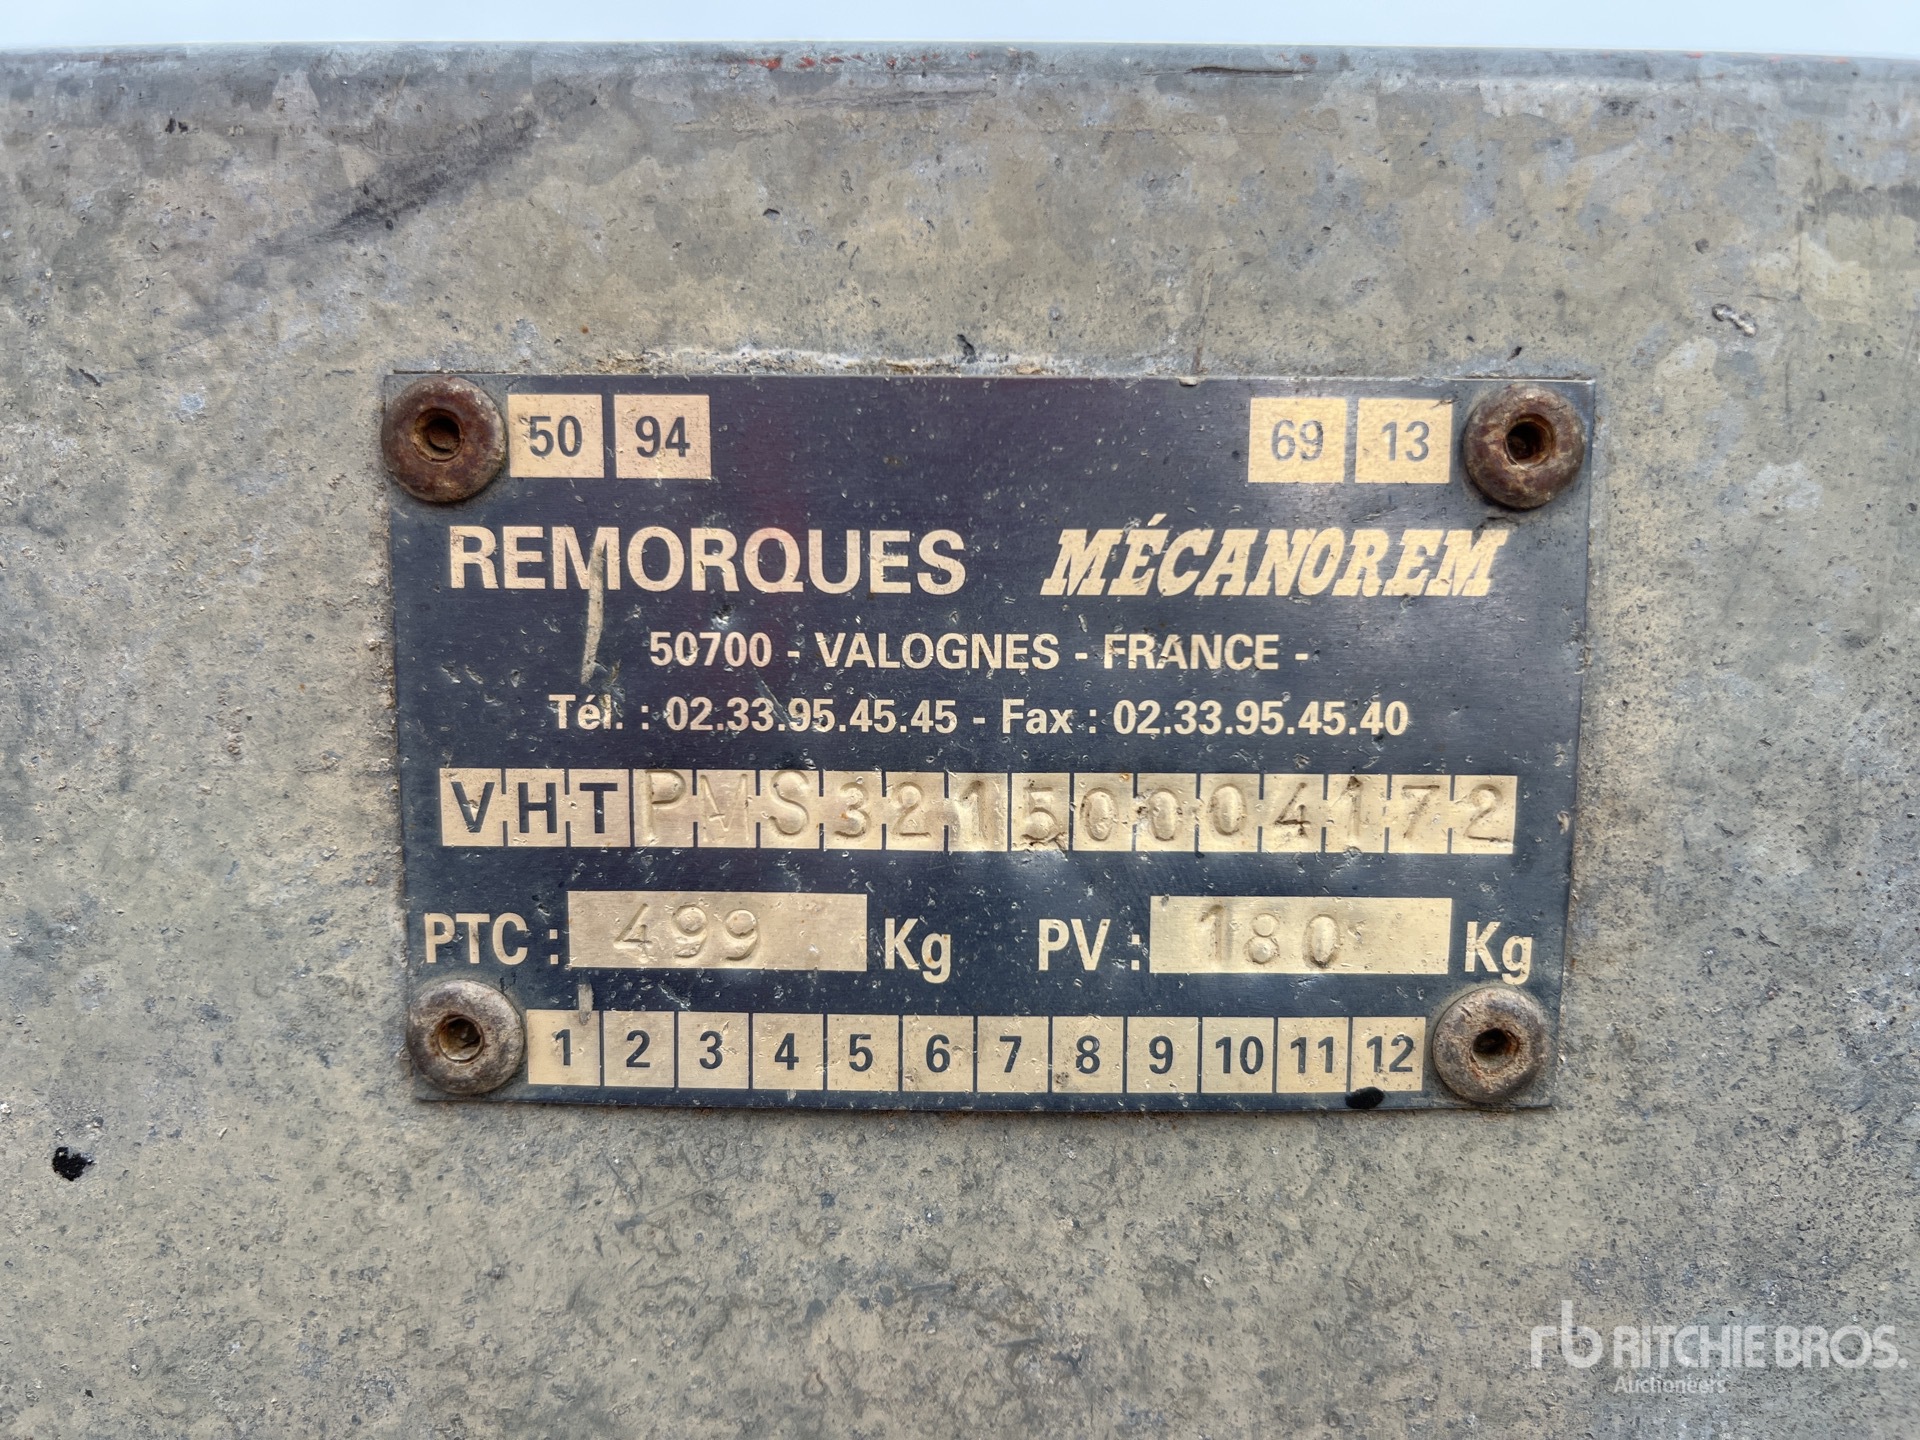 50 94 69 13
REMORQUES MÉCANOREM
50700 - VALOGNES - FRANCE -
Tél. : 02.33.95.45.45 - Fax : 02.33.95.45.40
VHTPMS32150004172
PTC : 499 Kg PV : 180 Kg
1 2 3 4 5 6 7 8 9 10 11 12
rb RITCHIE BROS.
Auctioneers